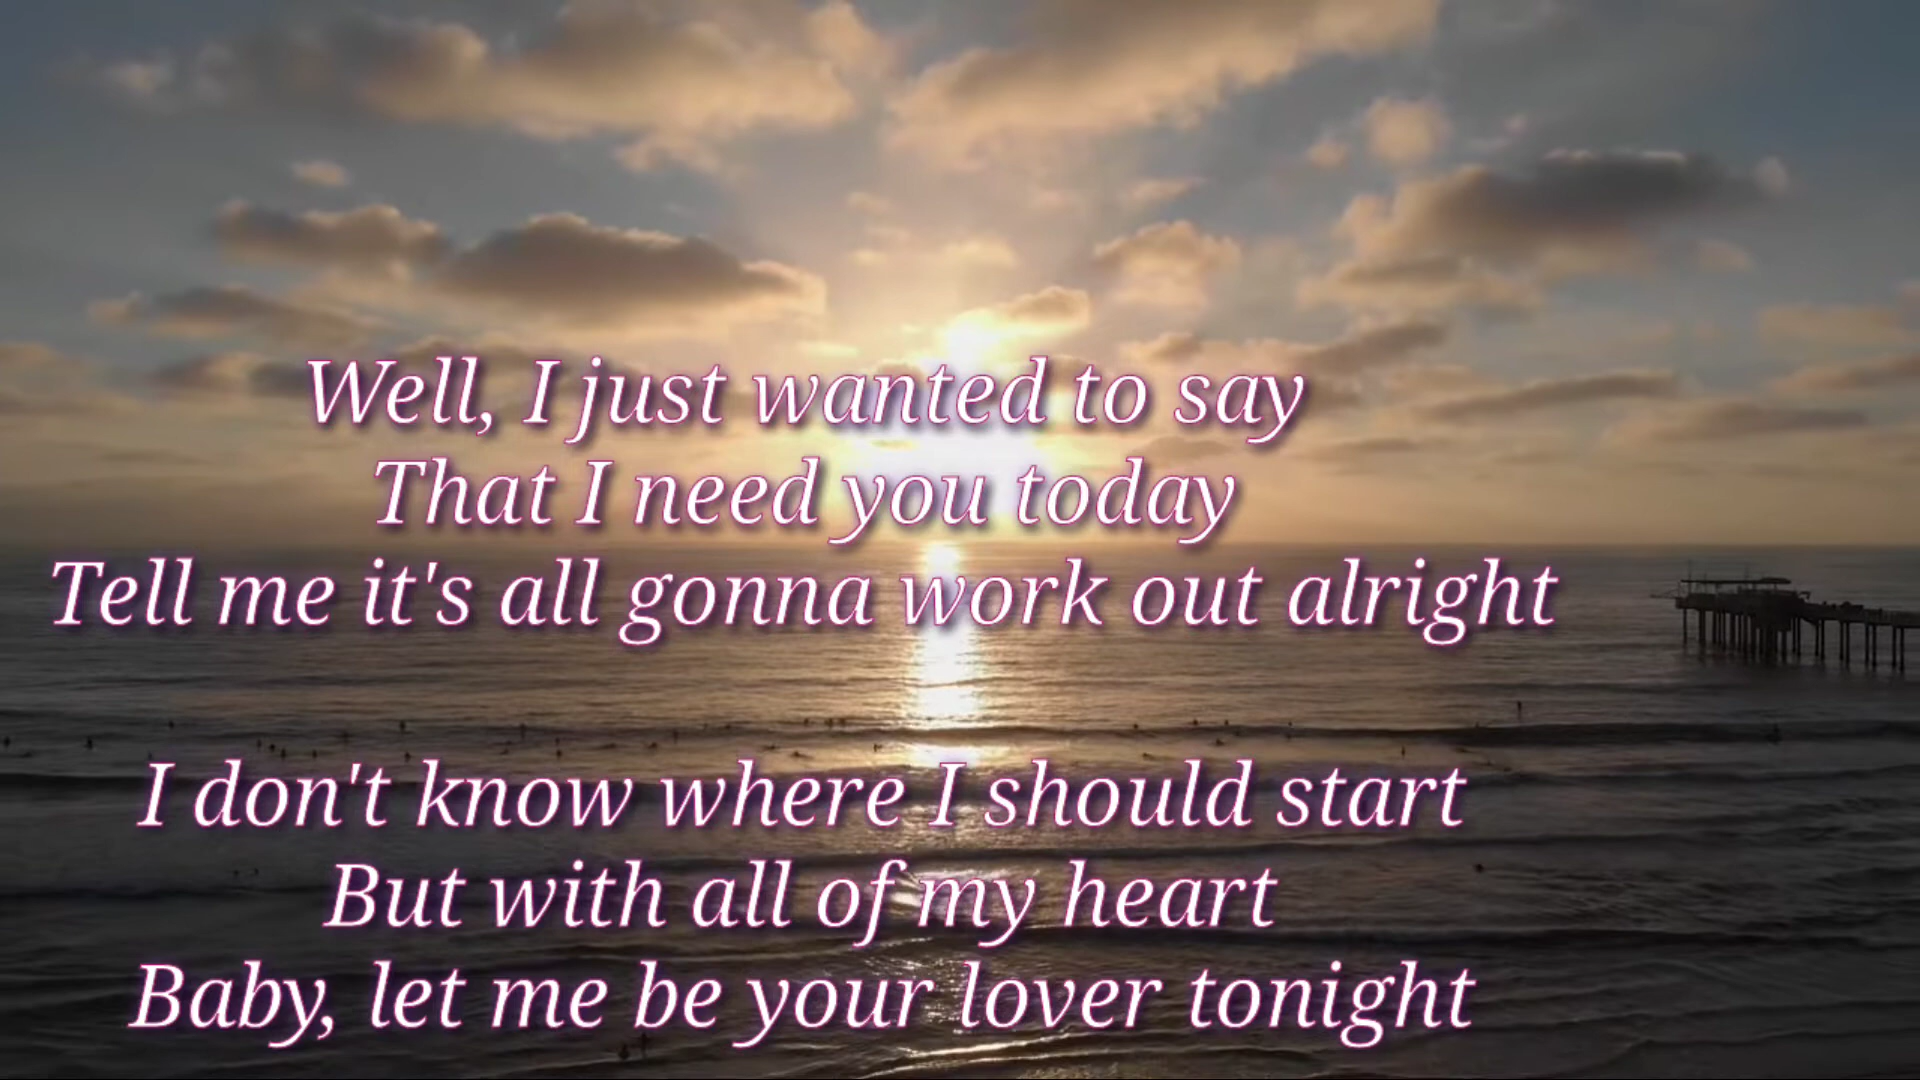 Well, I just wanted to say
That I need you today
Tell me it's all gonna work out alright
I don't know where I should start
But with all of my heart
Baby, let me be your lover tonight